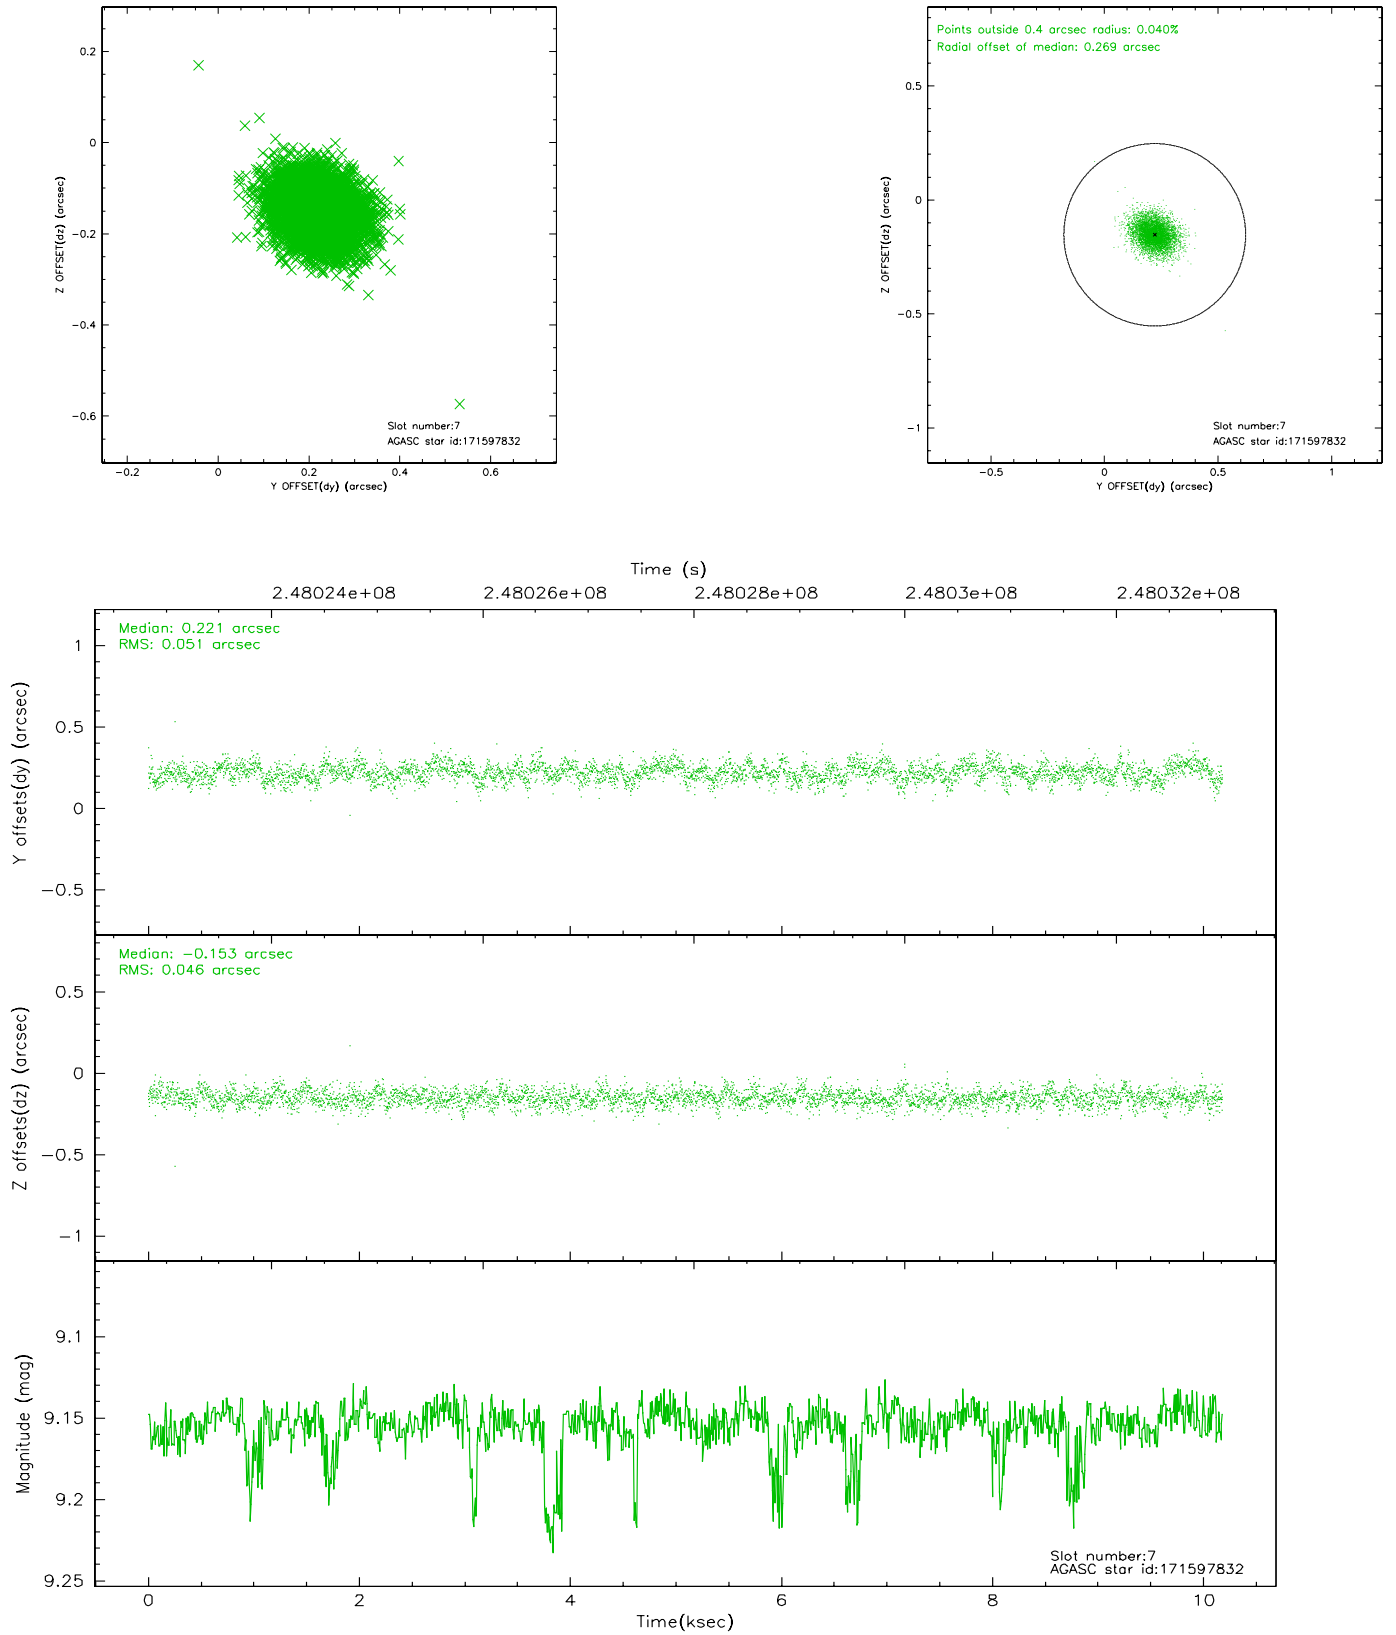 0.2
0
-0.2
-0.4
-0.6
Z OFFSET(dz) (arcsec)
Slot number:7
AGASC star id:171597832
-0.2 0 0.2 0.4 0.6
Y OFFSET(dy) (arcsec)
Points outside 0.4 arcsec radius: 0.040%
Radial offset of median: 0.269 arcsec
0.5
0
-0.5
-1
Z OFFSET(dz) (arcsec)
Slot number:7
AGASC star id:171597832
-0.5 0 0.5 1
Y OFFSET(dy) (arcsec)
Time (s)
2.48024e+08 2.48026e+08 2.48028e+08 2.4803e+08 2.48032e+08
Median: 0.221 arcsec
RMS: 0.051 arcsec
1
0.5
0
-0.5
Y offsets(dy) (arcsec)
Median: -0.153 arcsec
RMS: 0.046 arcsec
0.5
0
-0.5
-1
Z offsets(dz) (arcsec)
9.1
9.15
9.2
9.25
Magnitude (mag)
Slot number:7
AGASC star id:171597832
0 2 4 6 8 10
Time(ksec)